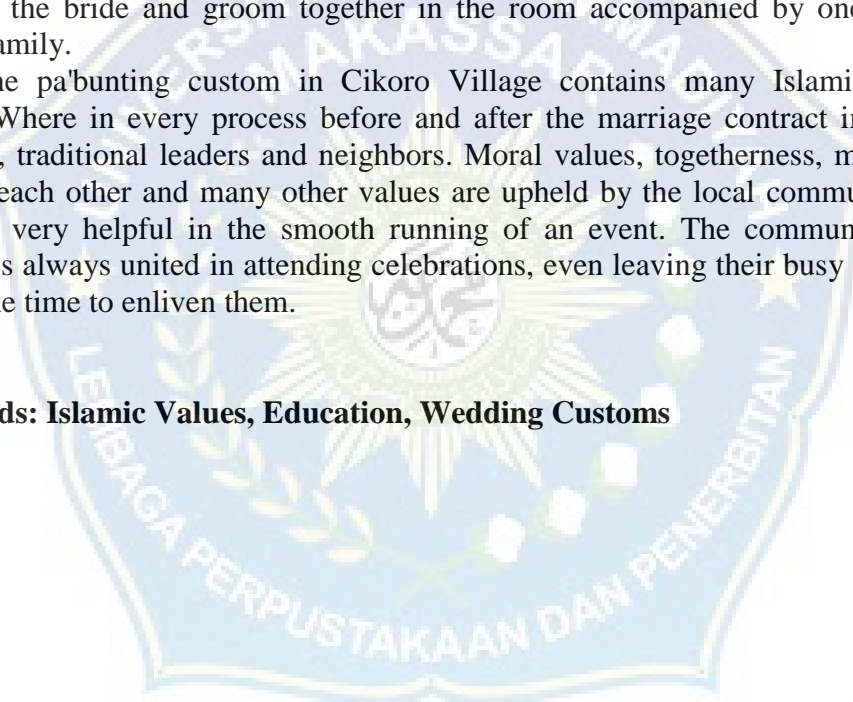 the bride and groom together in the room accompanied by one
amily.
ne pa'bunting custom in Cikoro Village contains many Islami
Where in every process before and after the marriage contract i
, traditional leaders and neighbors. Moral values, togetherness, m
each other and many other values are upheld by the local commu
very helpful in the smooth running of an event. The commun
s always united in attending celebrations, even leaving their busy
e time to enliven them.
ds: Islamic Values, Education, Wedding Customs
MAKASSAR
LEMBAGA PERPUSTAKAAN DAN PENERBITAN